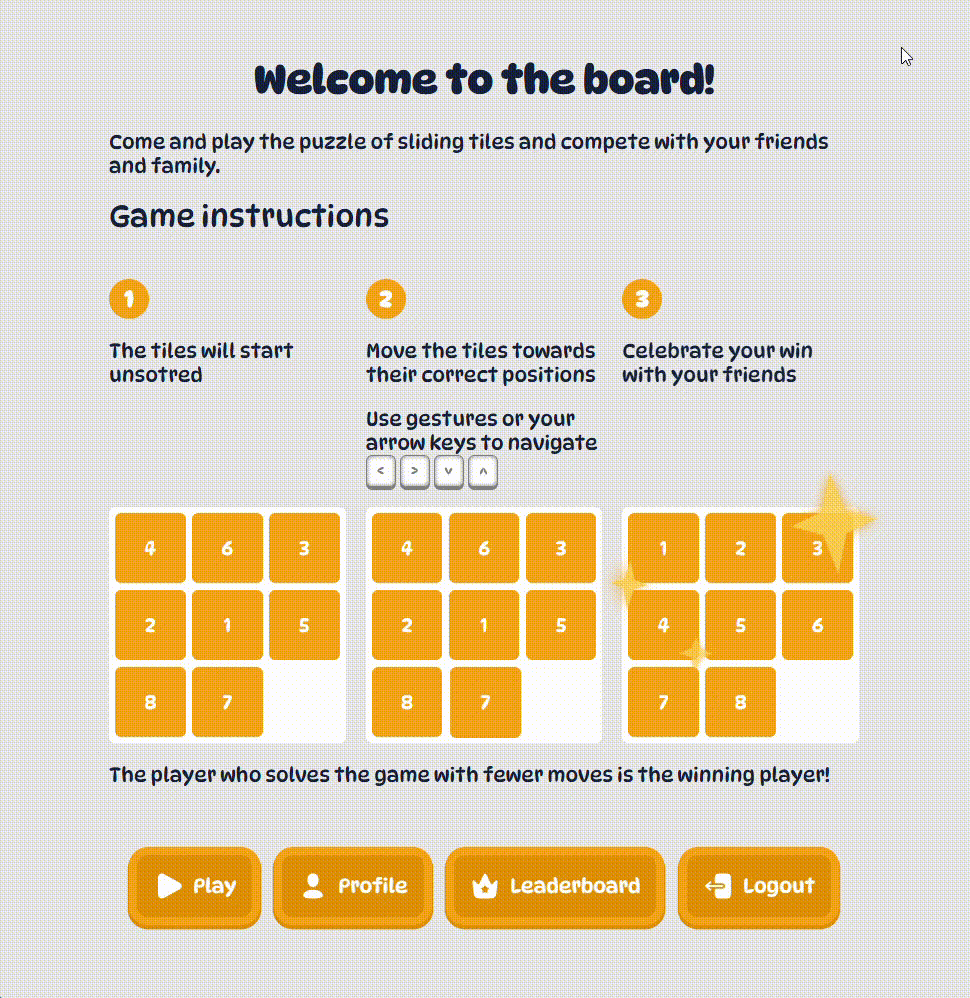 Welcome to the board!
Come and play the puzzle of sliding tiles and compete with your friends
and family.
Game instructions
1
The tiles will start
unsotred
2
Move the tiles towards
their correct positions
Use gestures or your
arrow keys to navigate
< > v ʌ
3
Celebrate your win
with your friends
4 6 3
2 1 5
8 7
4 6 3
2 1 5
8 7
1 2 3
4 5 6
7 8
The player who solves the game with fewer moves is the winning player!
Play
Profile
Leaderboard
Logout